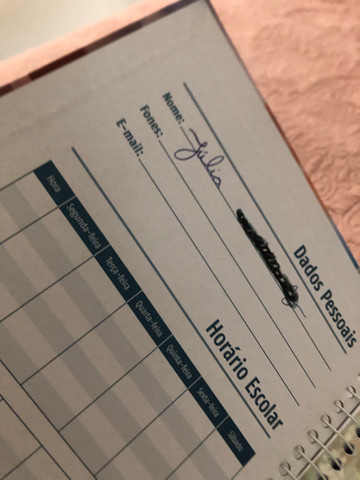 Dados Pessoais
Nome: Júlia
Fones:
E-mail:
Horário Escolar
Hora Segunda-feira Terça-feira Quarta-feira Quinta-feira Sexta-feira Sábado